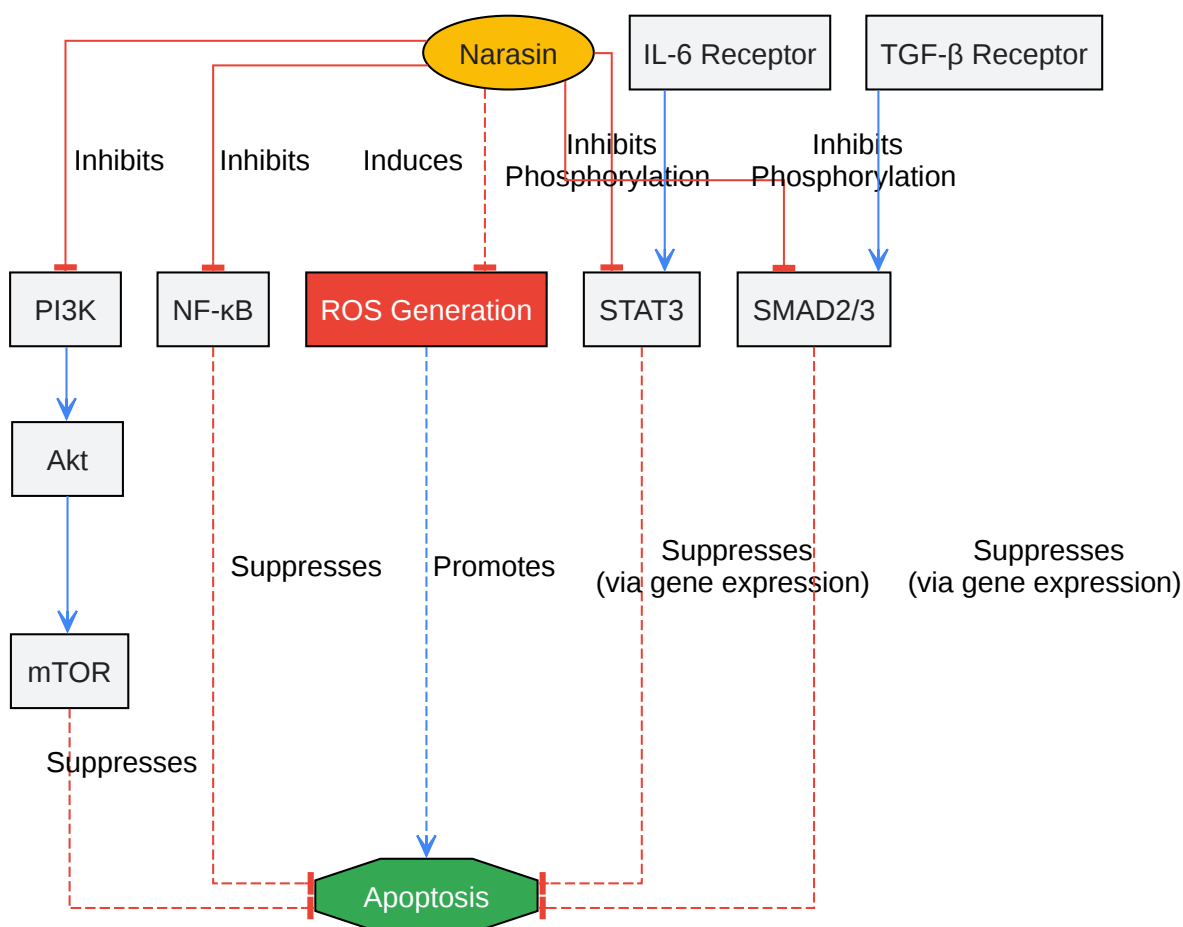 Narasin
IL-6 Receptor
TGF-β Receptor
Inhibits
Inhibits
Induces
Inhibits
Phosphorylation
Inhibits
Phosphorylation
PI3K
NF-κB
ROS Generation
STAT3
SMAD2/3
Akt
Suppresses
Promotes
Suppresses
(via gene expression)
Suppresses
(via gene expression)
mTOR
Suppresses
Apoptosis